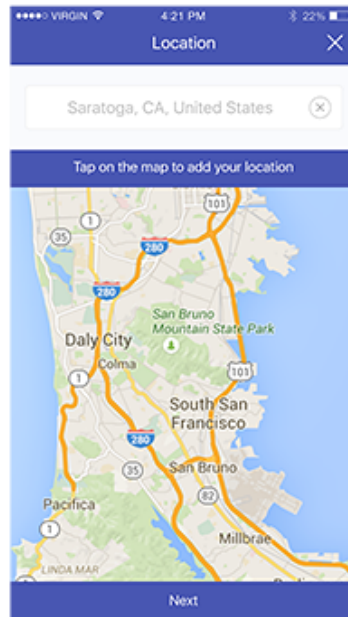 VIRGIN 4:21 PM 22%
Location
Saratoga, CA, United States
Tap on the map to add your location
101
1
35
280
280
San Bruno
Mountain State Park
Daly City
Colma
101
1
South San
Francisco
280
35
San Bruno
82
Pacifica
1
Millbrae
LINDA MAR
Next